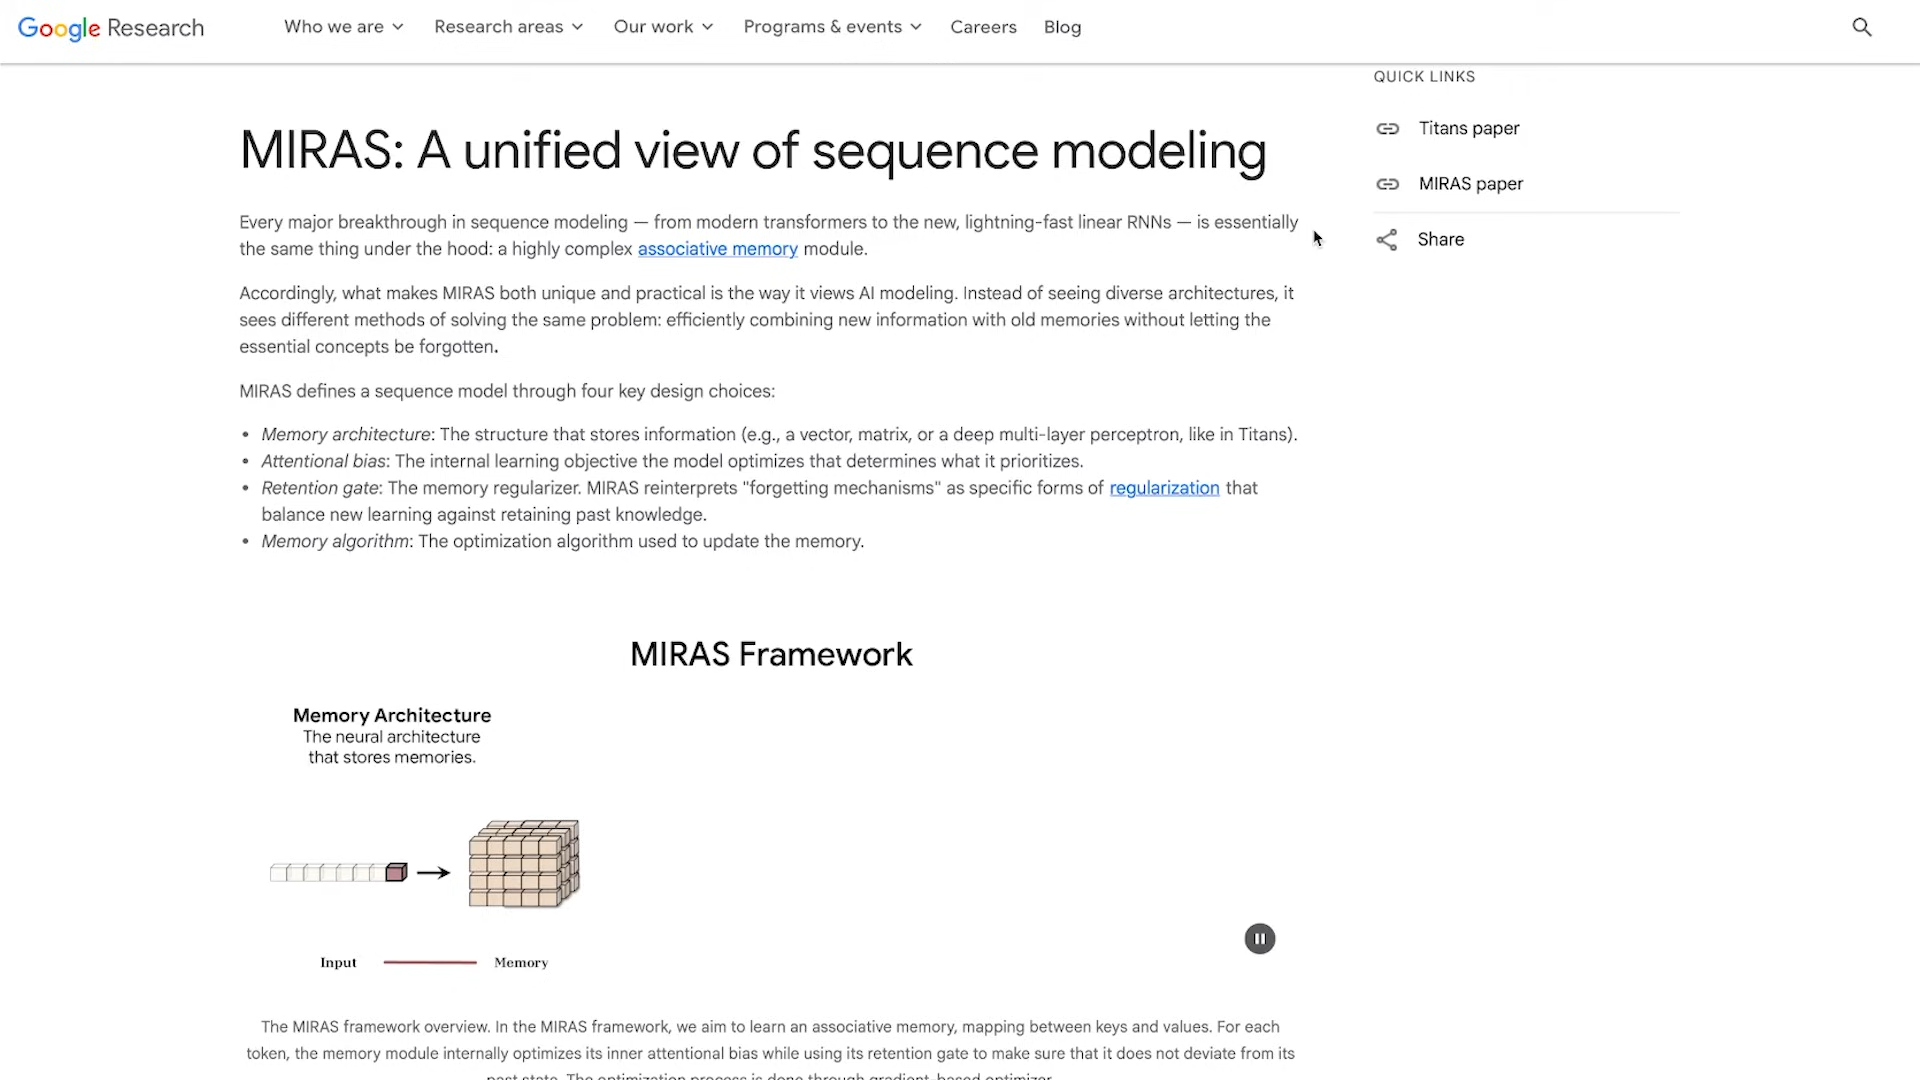 Google Research
Who we are
Research areas
Our work
Programs & events
Careers
Blog
QUICK LINKS
Titans paper
MIRAS paper
Share
MIRAS: A unified view of sequence modeling
Every major breakthrough in sequence modeling — from modern transformers to the new, lightning-fast linear RNNs — is essentially
the same thing under the hood: a highly complex associative memory module.
Accordingly, what makes MIRAS both unique and practical is the way it views AI modeling. Instead of seeing diverse architectures, it
sees different methods of solving the same problem: efficiently combining new information with old memories without letting the
essential concepts be forgotten.
MIRAS defines a sequence model through four key design choices:
• Memory architecture: The structure that stores information (e.g., a vector, matrix, or a deep multi-layer perceptron, like in Titans).
• Attentional bias: The internal learning objective the model optimizes that determines what it prioritizes.
• Retention gate: The memory regularizer. MIRAS reinterprets "forgetting mechanisms" as specific forms of regularization that
balance new learning against retaining past knowledge.
• Memory algorithm: The optimization algorithm used to update the memory.
MIRAS Framework
Memory Architecture
The neural architecture
that stores memories.
Input
Memory
The MIRAS framework overview. In the MIRAS framework, we aim to learn an associative memory, mapping between keys and values. For each
token, the memory module internally optimizes its inner attentional bias while using its retention gate to make sure that it does not deviate from its
past state. The optimization process is done through gradient-based optimizer.